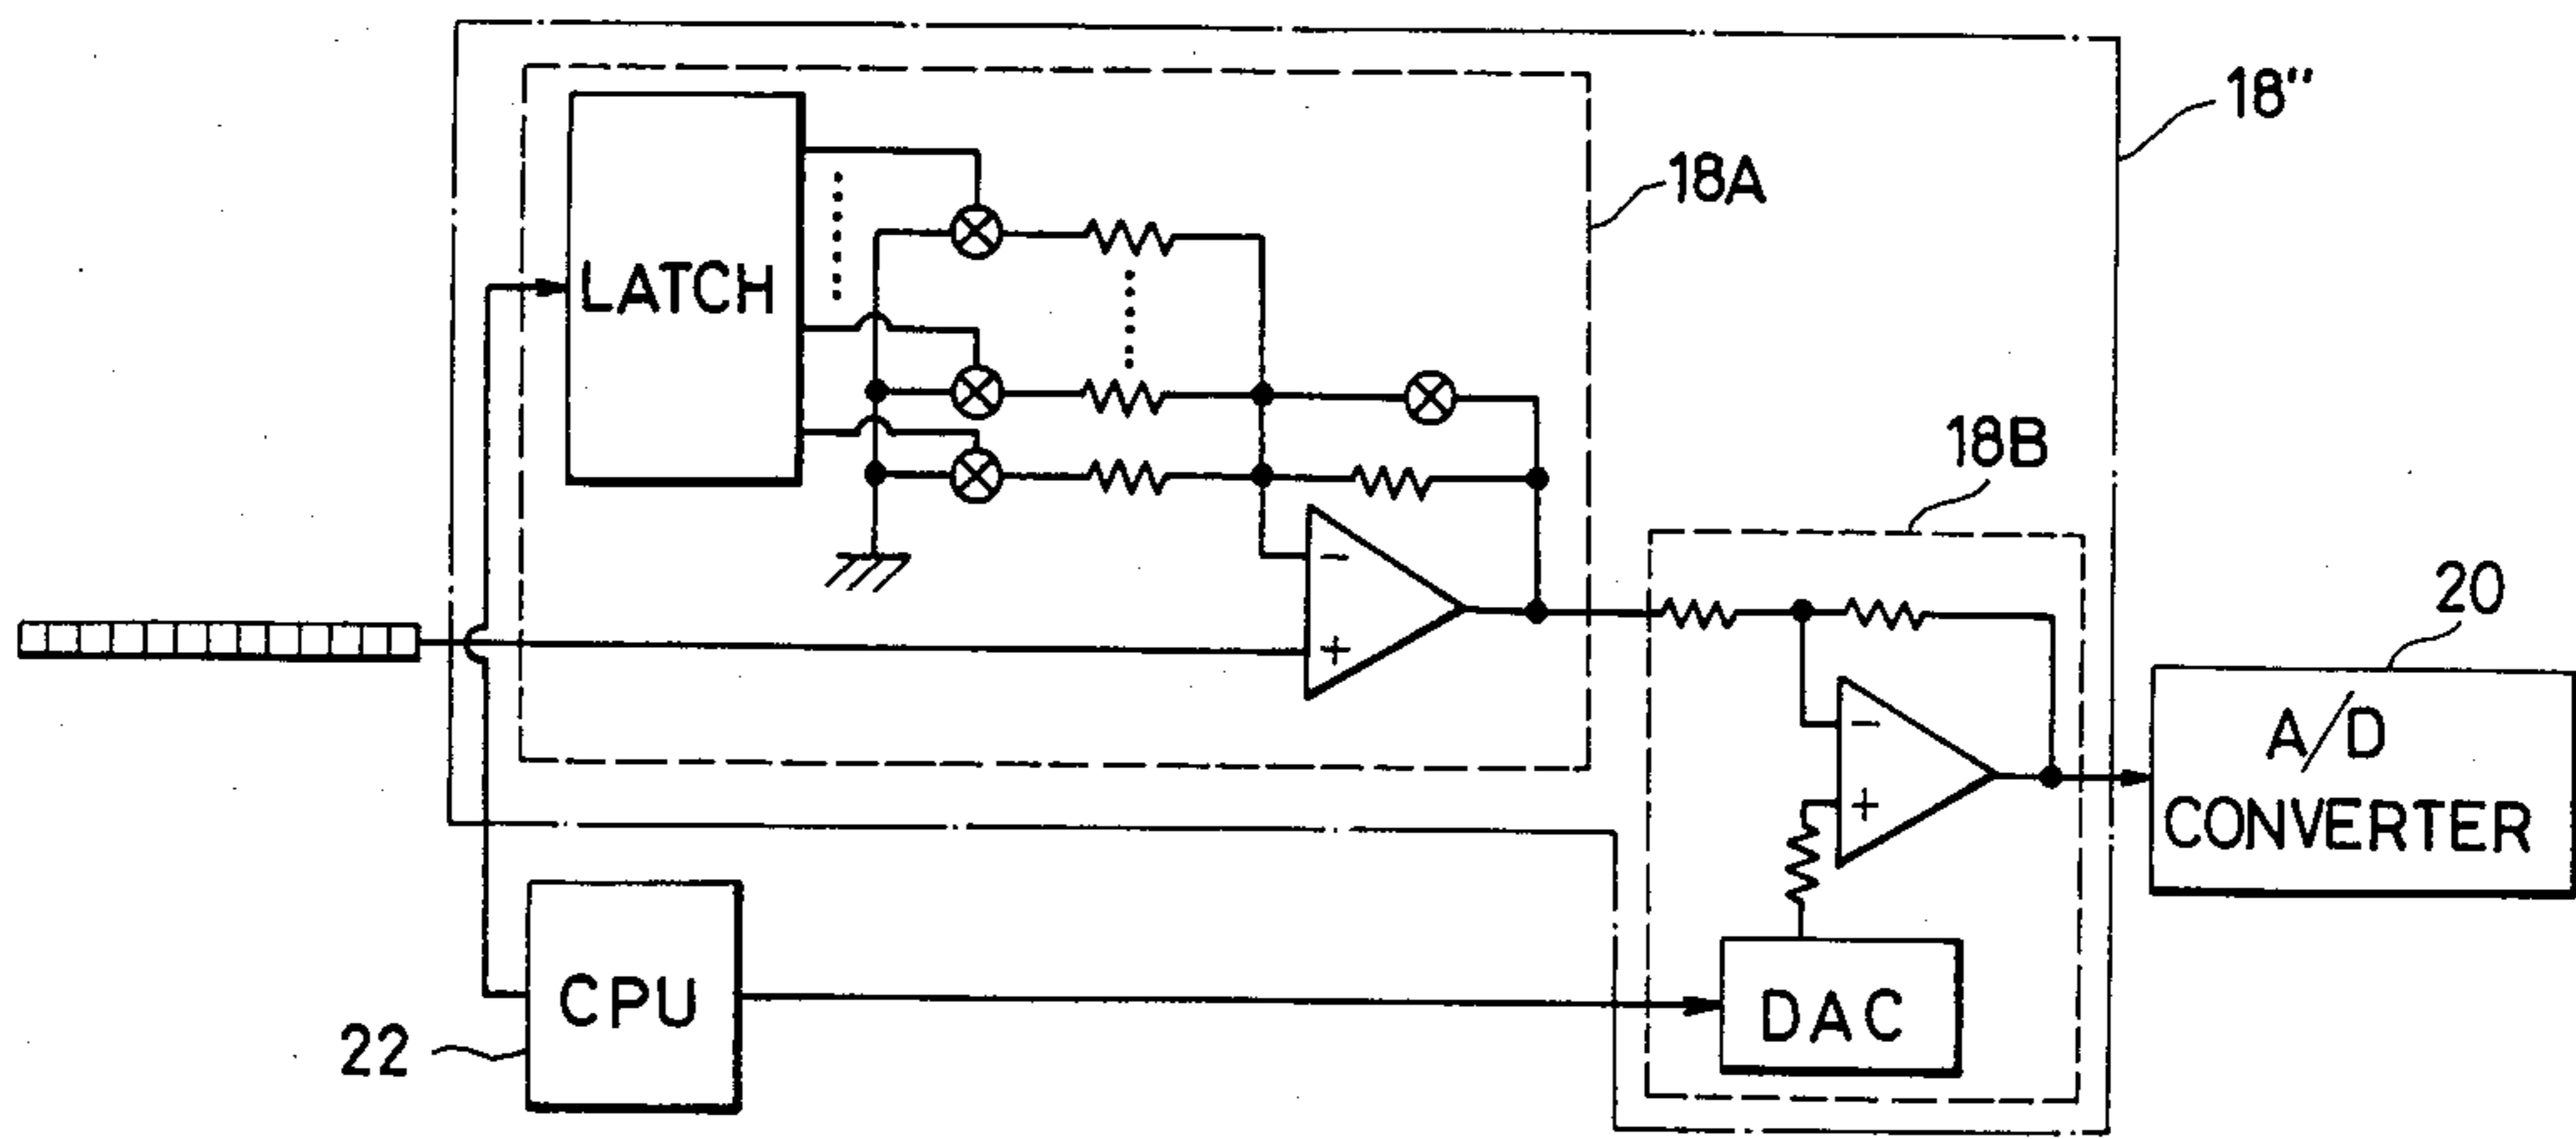 18"
18A
LATCH
18B
20
−
+
−
+
A/D
CONVERTER
CPU
DAC
22